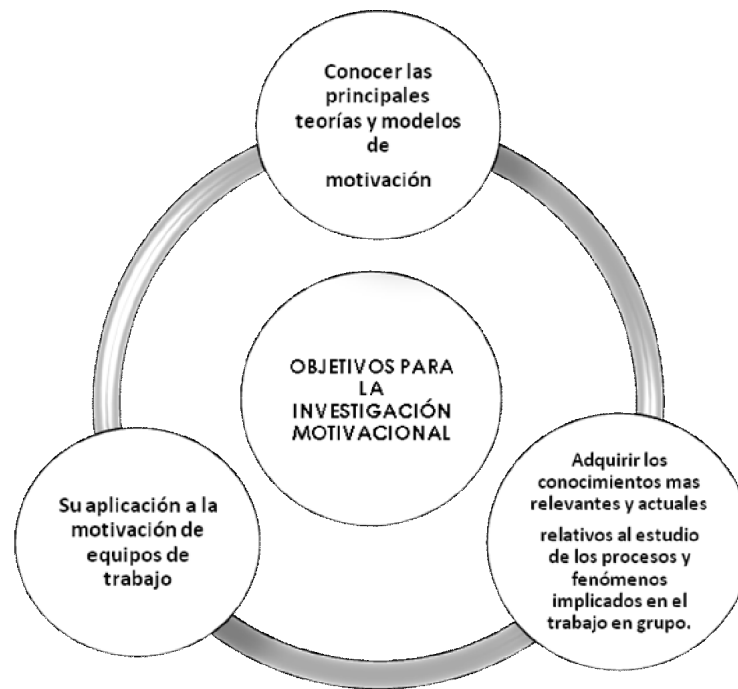 Conocer las
principales
teorías y modelos
de
motivación
OBJETIVOS PARA
LA
INVESTIGACIÓN
MOTIVACIONAL
Adquirir los
conocimientos mas
relevantes y actuales
relativos al estudio
de los procesos y
fenómenos
implicados en el
trabajo en grupo.
Su aplicación a la
motivación de
equipos de
trabajo